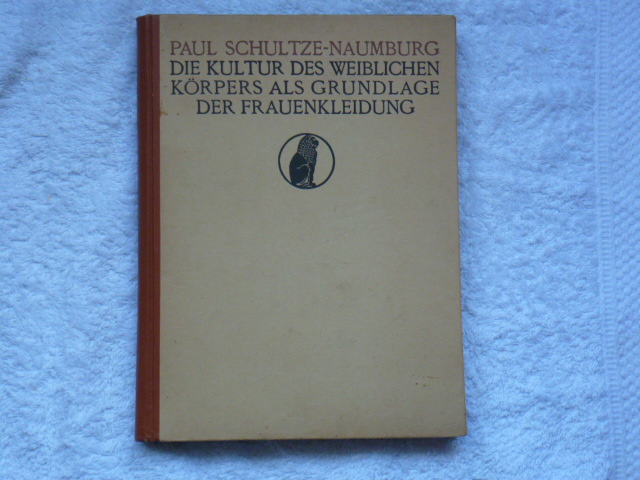 PAUL SCHULTZE-NAUMBURG
DIE KULTUR DES WEIBLICHEN
KÖRPERS ALS GRUNDLAGE
DER FRAUENKLEIDUNG